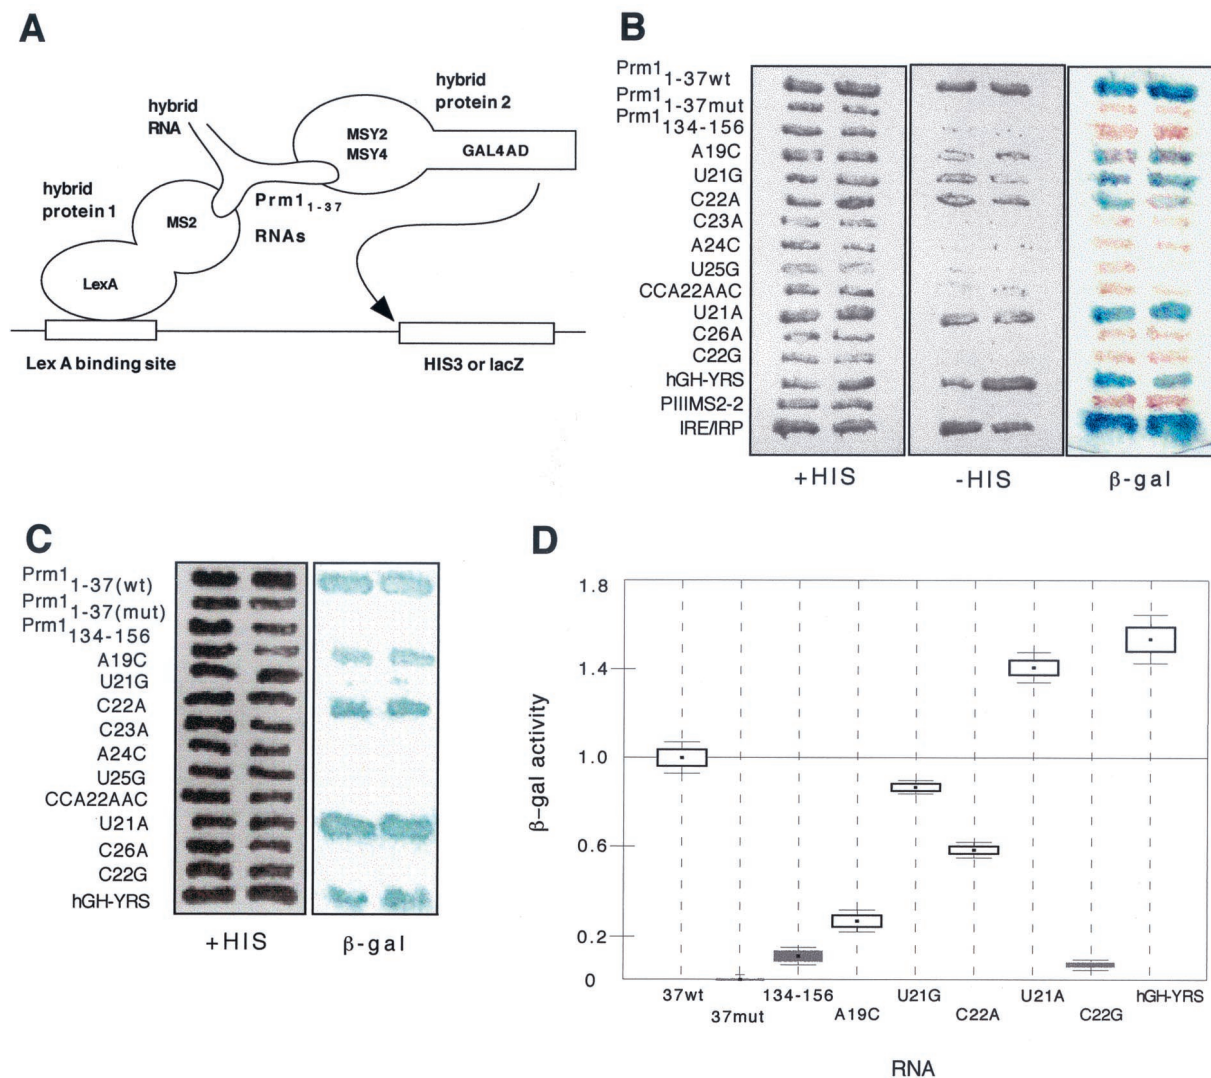 A
hybrid
RNA
hybrid
protein 2
MSY2
MSY4
GAL4AD
hybrid
protein 1
MS2
Prm1 1-37
RNAs
LexA
Lex A binding site
HIS3 or lacZ
B
Prm1 1-37wt
Prm1 1-37mut
Prm1 134-156
A19C
U21G
C22A
C23A
A24C
U25G
CCA22AAC
U21A
C26A
C22G
hGH-YRS
PIIIMS2-2
IRE/IRP
+HIS
-HIS
β-gal
C
Prm1 1-37(wt)
Prm1 1-37(mut)
Prm1 134-156
A19C
U21G
C22A
C23A
A24C
U25G
CCA22AAC
U21A
C26A
C22G
hGH-YRS
+HIS
β-gal
D
β-gal activity
1.8
1.4
1.0
0.6
0.2
0
37wt
37mut
134-156
A19C
U21G
C22A
U21A
C22G
hGH-YRS
RNA